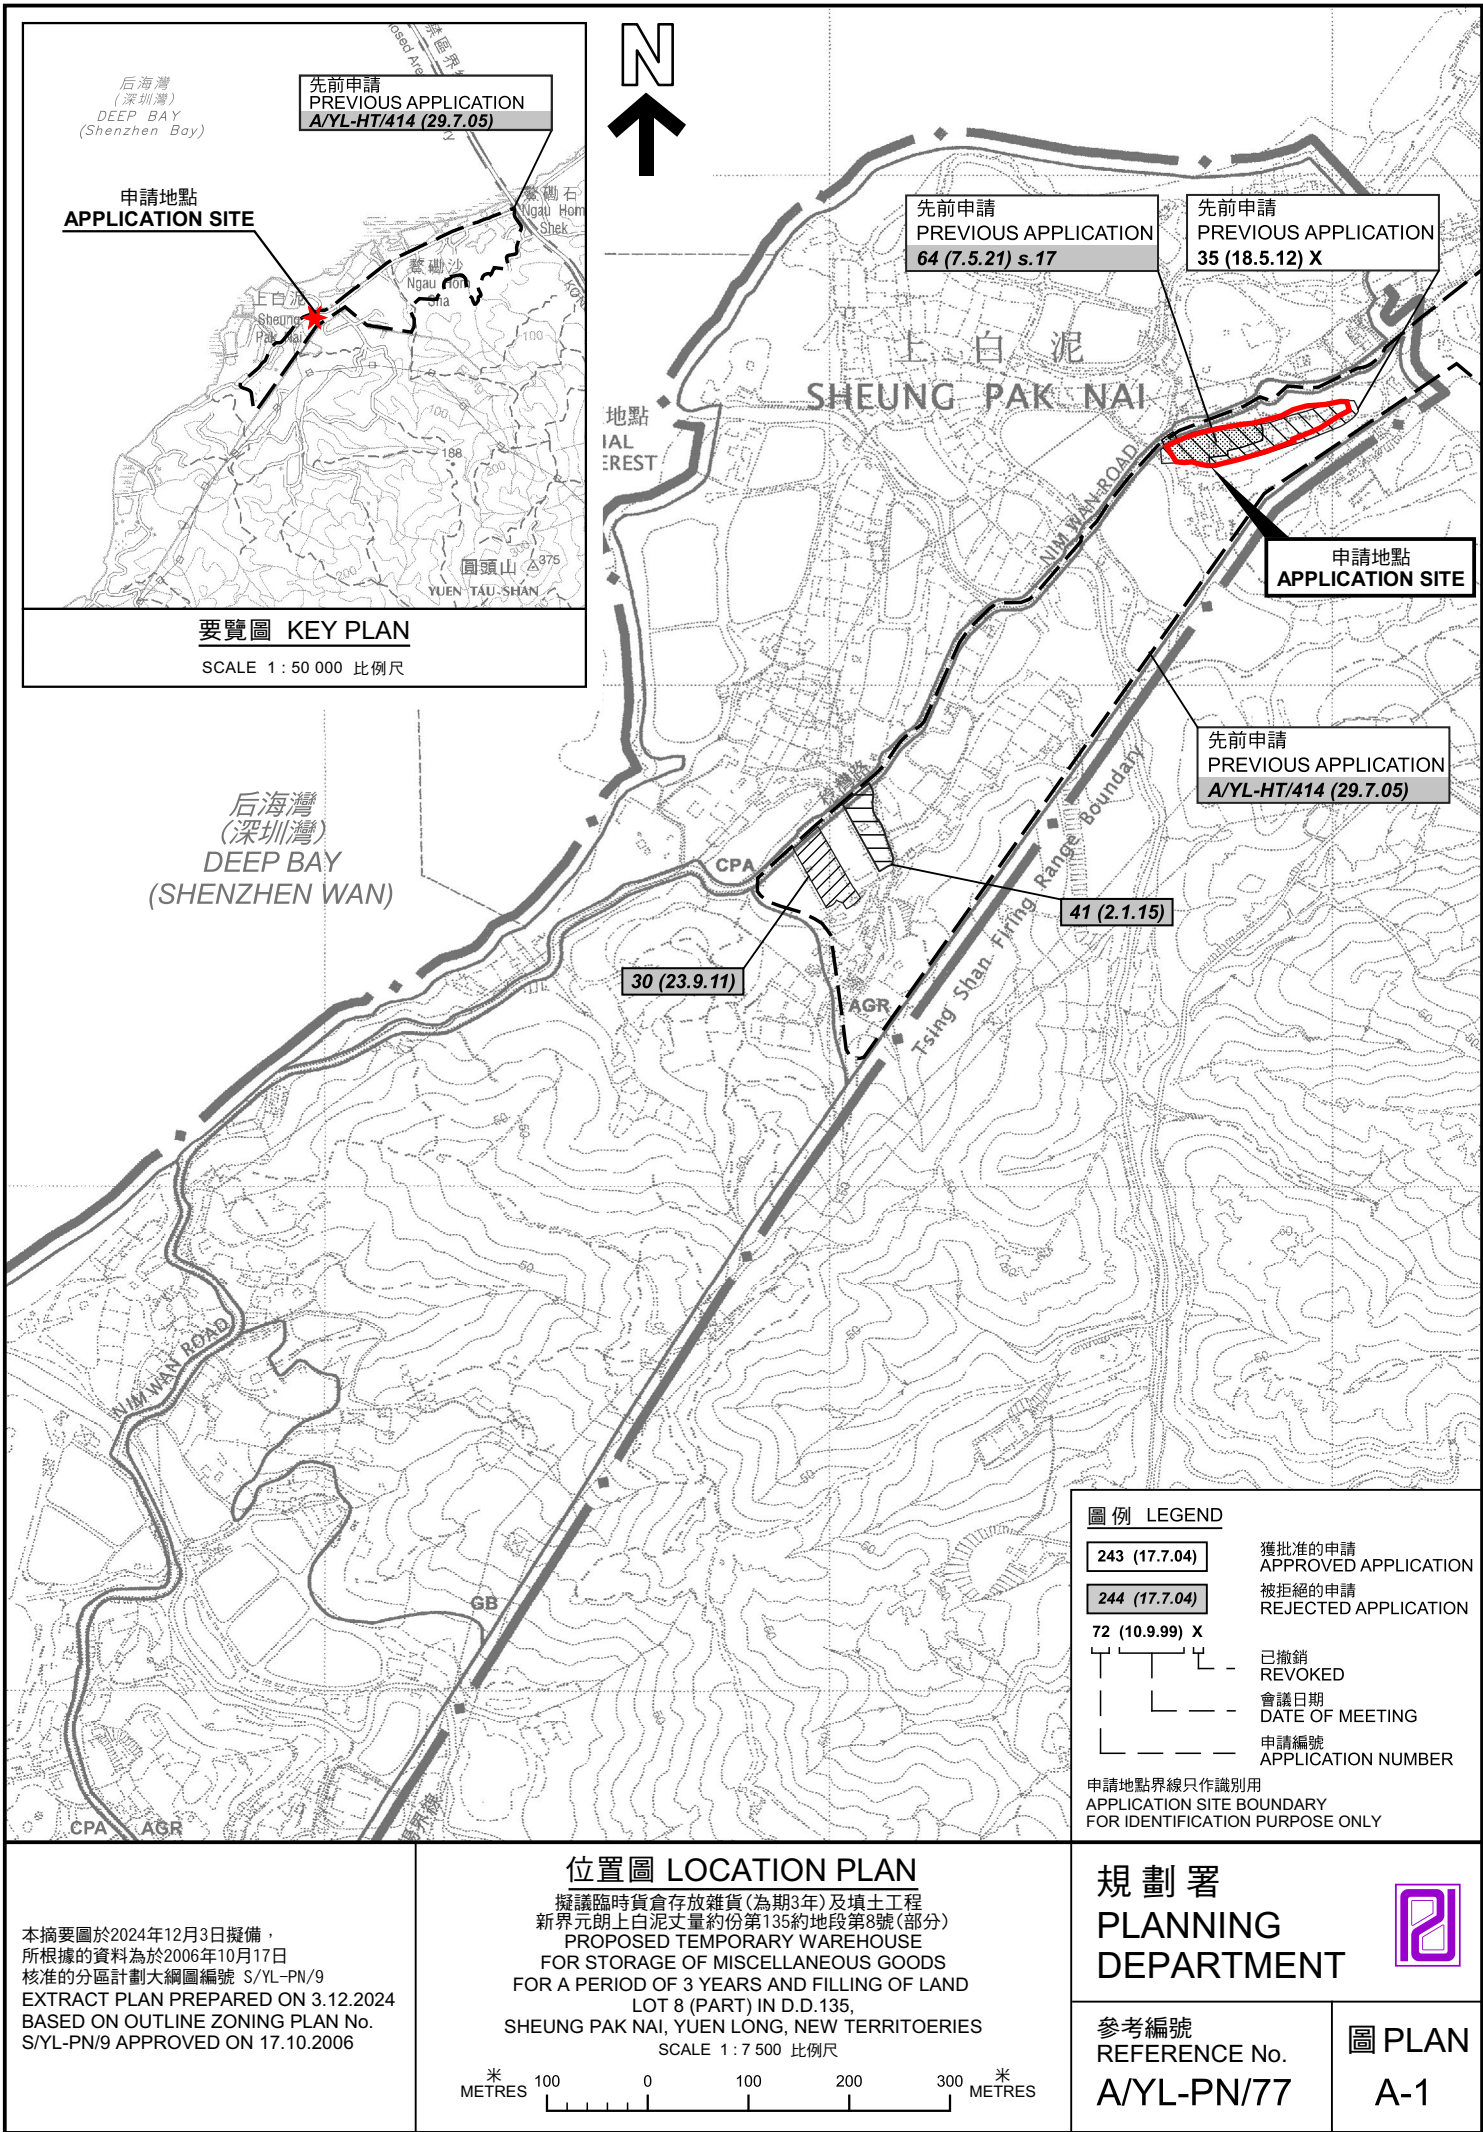 后海灣
(深圳灣)
DEEP BAY
(Shenzhen Bay)
先前申請
PREVIOUS APPLICATION
A/YL-HT/414 (29.7.05)
申請地點
APPLICATION SITE
鰲磡石
Ngau Hom
Shek
鰲磡沙
Ngau Hom
Sha
上白泥
Sheung
Pak Nai
100
100
188
圓頭山
375
YUEN TAU SHAN
要覽圖 KEY PLAN
SCALE 1 : 50 000 比例尺
N
先前申請
PREVIOUS APPLICATION
64 (7.5.21) s.17
先前申請
PREVIOUS APPLICATION
35 (18.5.12) X
上白泥
SHEUNG PAK NAI
地點
IAL
EREST
NIM WAN ROAD
申請地點
APPLICATION SITE
先前申請
PREVIOUS APPLICATION
A/YL-HT/414 (29.7.05)
后海灣
(深圳灣)
DEEP BAY
(SHENZHEN WAN)
CPA
41 (2.1.15)
30 (23.9.11)
AGR
Tsing Shan Firing Range Boundary
NIM WAN ROAD
GB
CPA
AGR
圖例 LEGEND
243 (17.7.04)
獲批准的申請
APPROVED APPLICATION
244 (17.7.04)
被拒絕的申請
REJECTED APPLICATION
72 (10.9.99) X
已撤銷
REVOKED
會議日期
DATE OF MEETING
申請編號
APPLICATION NUMBER
申請地點界線只作識別用
APPLICATION SITE BOUNDARY
FOR IDENTIFICATION PURPOSE ONLY
本摘要圖於2024年12月3日擬備，
所根據的資料為於2006年10月17日
核准的分區計劃大綱圖編號 S/YL-PN/9
EXTRACT PLAN PREPARED ON 3.12.2024
BASED ON OUTLINE ZONING PLAN No.
S/YL-PN/9 APPROVED ON 17.10.2006
位置圖 LOCATION PLAN
擬議臨時貨倉存放雜貨(為期3年)及填土工程
新界元朗上白泥丈量約份第135約地段第8號(部分)
PROPOSED TEMPORARY WAREHOUSE
FOR STORAGE OF MISCELLANEOUS GOODS
FOR A PERIOD OF 3 YEARS AND FILLING OF LAND
LOT 8 (PART) IN D.D.135,
SHEUNG PAK NAI, YUEN LONG, NEW TERRITOERIES
SCALE 1 : 7 500 比例尺
米
METRES 100 0 100 200 300 米
METRES
規劃署
PLANNING
DEPARTMENT
參考編號
REFERENCE No.
A/YL-PN/77
圖 PLAN
A-1